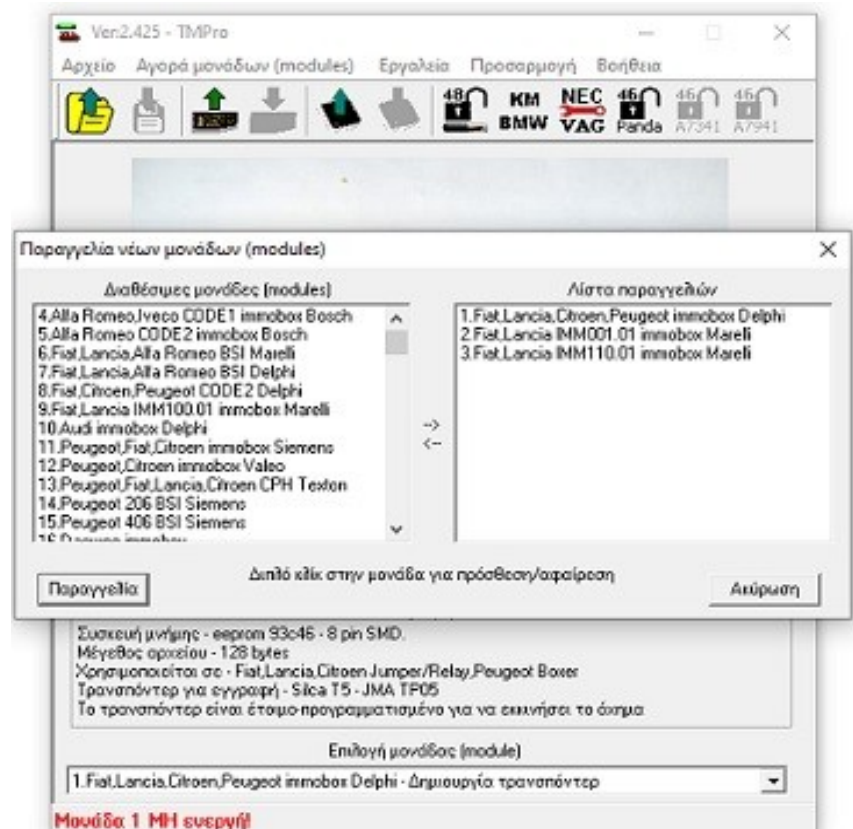 Ver:2.425 - TMPro
Αρχείο Αγορά μονάδων (modules) Εργαλεία Προσαρμογή Βοήθεια
48 KM BMW NEC VAG 46 Panda 46 A7341 46 A7941
Παραγγελία νέων μονάδων (modules)
Διαθέσιμες μονάδες (modules)
4.Alfa Romeo,Iveco CODE1 immobox Bosch
5.Alfa Romeo CODE2 immobox Bosch
6.Fiat,Lancia,Alfa Romeo BSI Marelli
7.Fiat,Lancia,Alfa Romeo BSI Delphi
8.Fiat,Citroen,Peugeot CODE2 Delphi
9.Fiat,Lancia IMM100.01 immobox Marelli
10.Audi immobox Delphi
11.Peugeot,Fiat,Citroen immobox Siemens
12.Peugeot,Citroen immobox Valeo
13.Peugeot,Fiat,Lancia,Citroen CPH Texton
14.Peugeot 206 BSI Siemens
15.Peugeot 406 BSI Siemens
-->
<--
Λίστα παραγγελιών
1.Fiat,Lancia,Citroen,Peugeot immobox Delphi
2.Fiat,Lancia IMM001.01 immobox Marelli
3.Fiat,Lancia IMM110.01 immobox Marelli
Παραγγελία
Διπλό κλίκ στην μονάδα για πρόσθεση/αφαίρεση
Ακύρωση
Συσκευή μνήμης - eeprom 93c46 - 8 pin SMD.
Μέγεθος αρχείου - 128 bytes
Χρησιμοποιείται σε - Fiat,Lancia,Citroen Jumper/Relay,Peugeot Boxer
Τρανσπόντερ για εγγραφή - Silca T5 - JMA TP05
Το τρανσπόντερ είναι έτοιμο-προγραμματισμένο για να εκκινήσει το όχημα
Επιλογή μονάδας (module)
1.Fiat,Lancia,Citroen,Peugeot immobox Delphi - Δημιουργία τρανσπόντερ
Μονάδα 1 ΜΗ ενεργή!